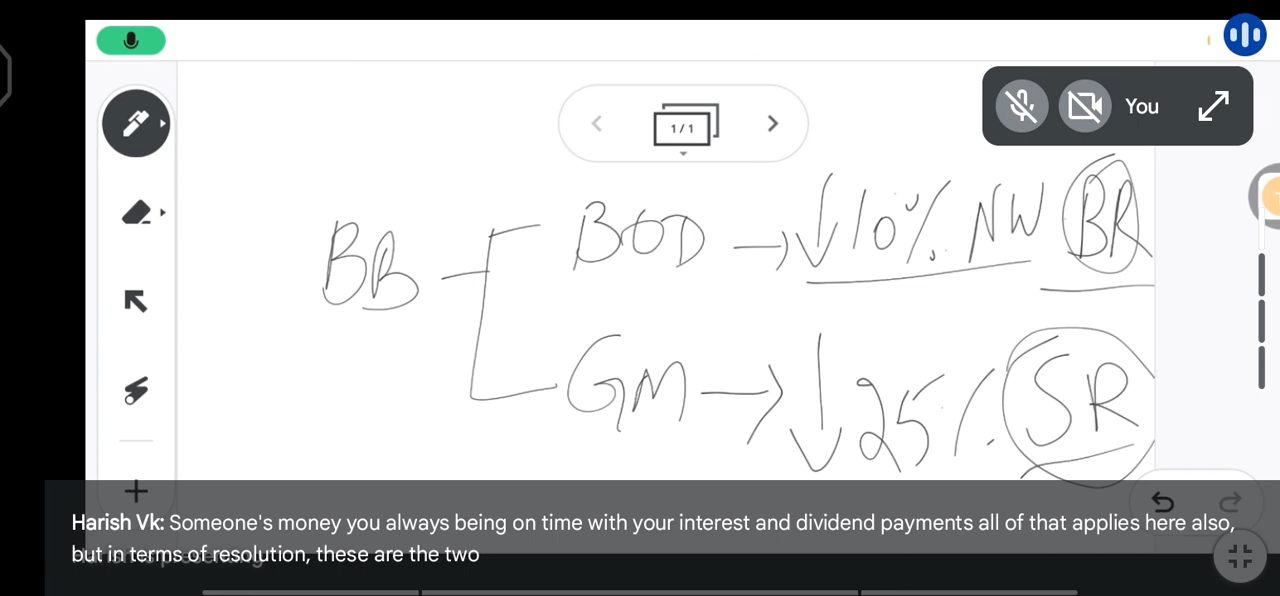 1/1
You
BB BOD → ↓ 10% NW BR
GM → ↓ 25% SR
Harish Vk: Someone's money you always being on time with your interest and dividend payments all of that applies here also,
but in terms of resolution, these are the two